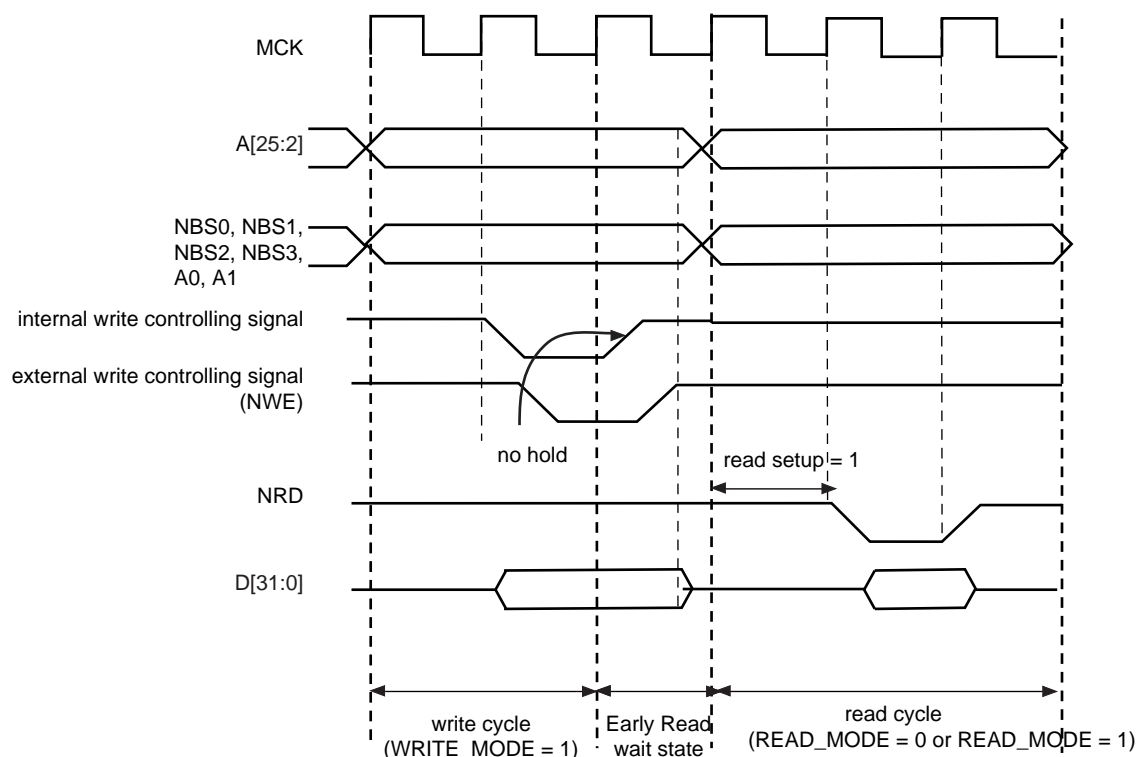 MCK
A[25:2]
NBS0, NBS1,
NBS2, NBS3,
A0, A1
internal write controlling signal
external write controlling signal
(NWE)
no hold
read setup = 1
NRD
D[31:0]
write cycle
(WRITE_MODE = 1)
Early Read
wait state
read cycle
(READ_MODE = 0 or READ_MODE = 1)